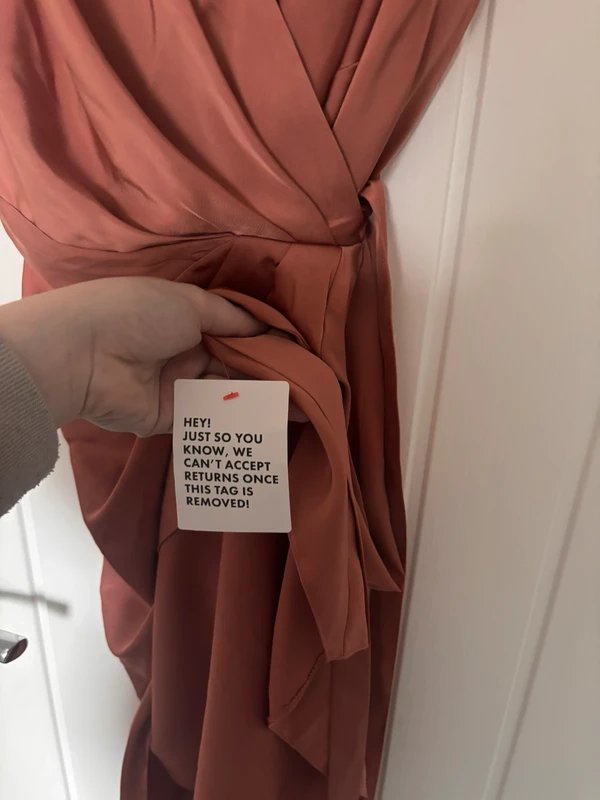 HEY!
JUST SO YOU
KNOW, WE
CAN'T ACCEPT
RETURNS ONCE
THIS TAG IS
REMOVED!